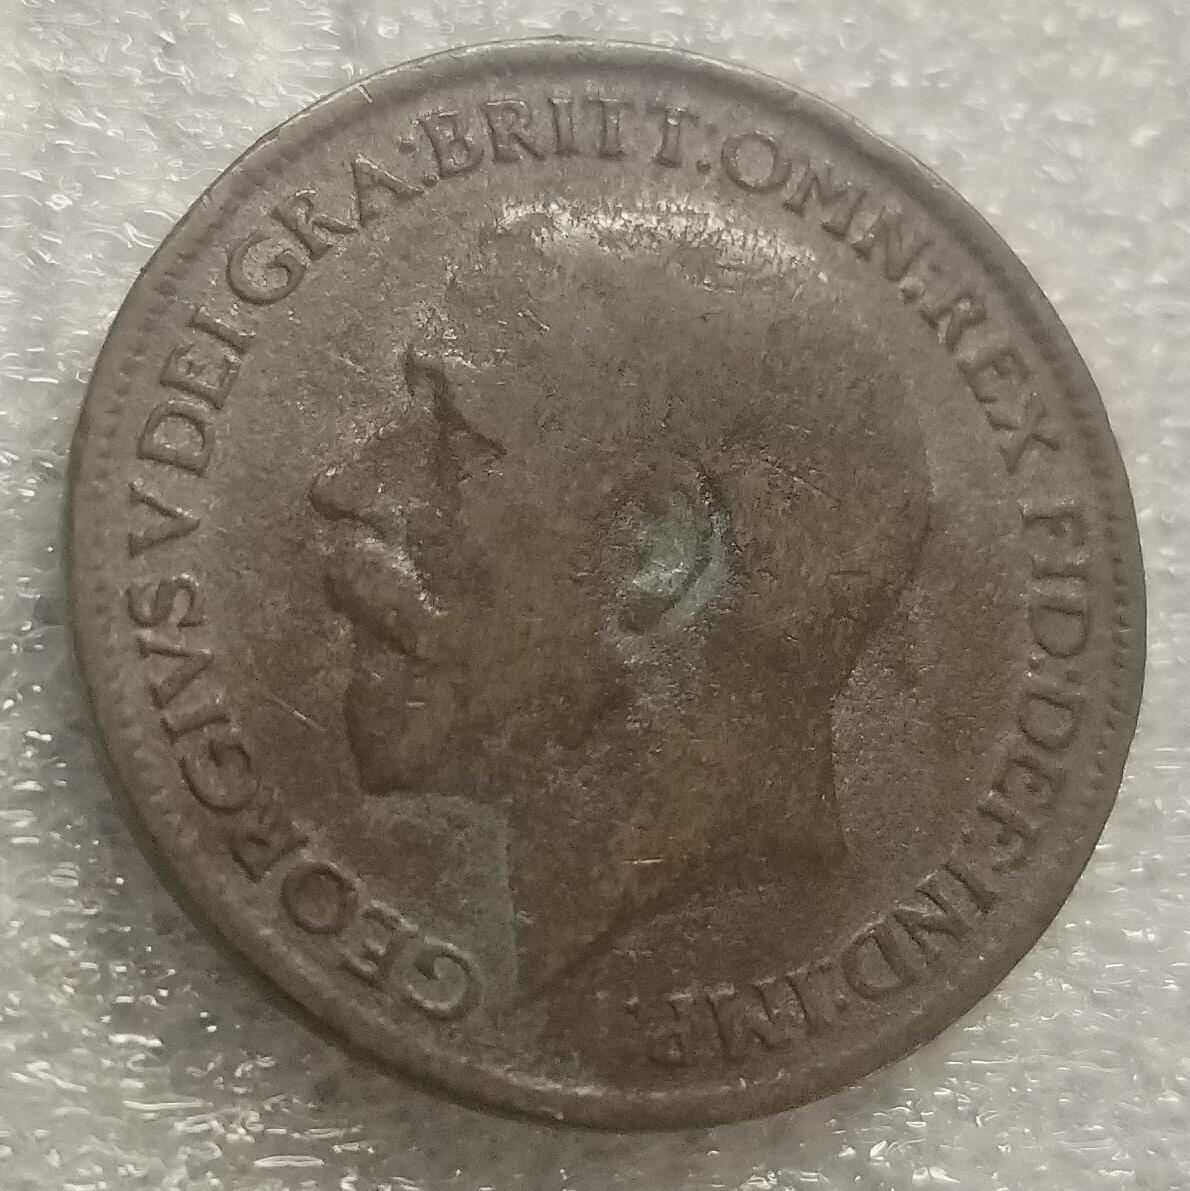 GEORGIVS V DEI GRA:BRITT:OMN:REX FID:DEF:IND:IMP: